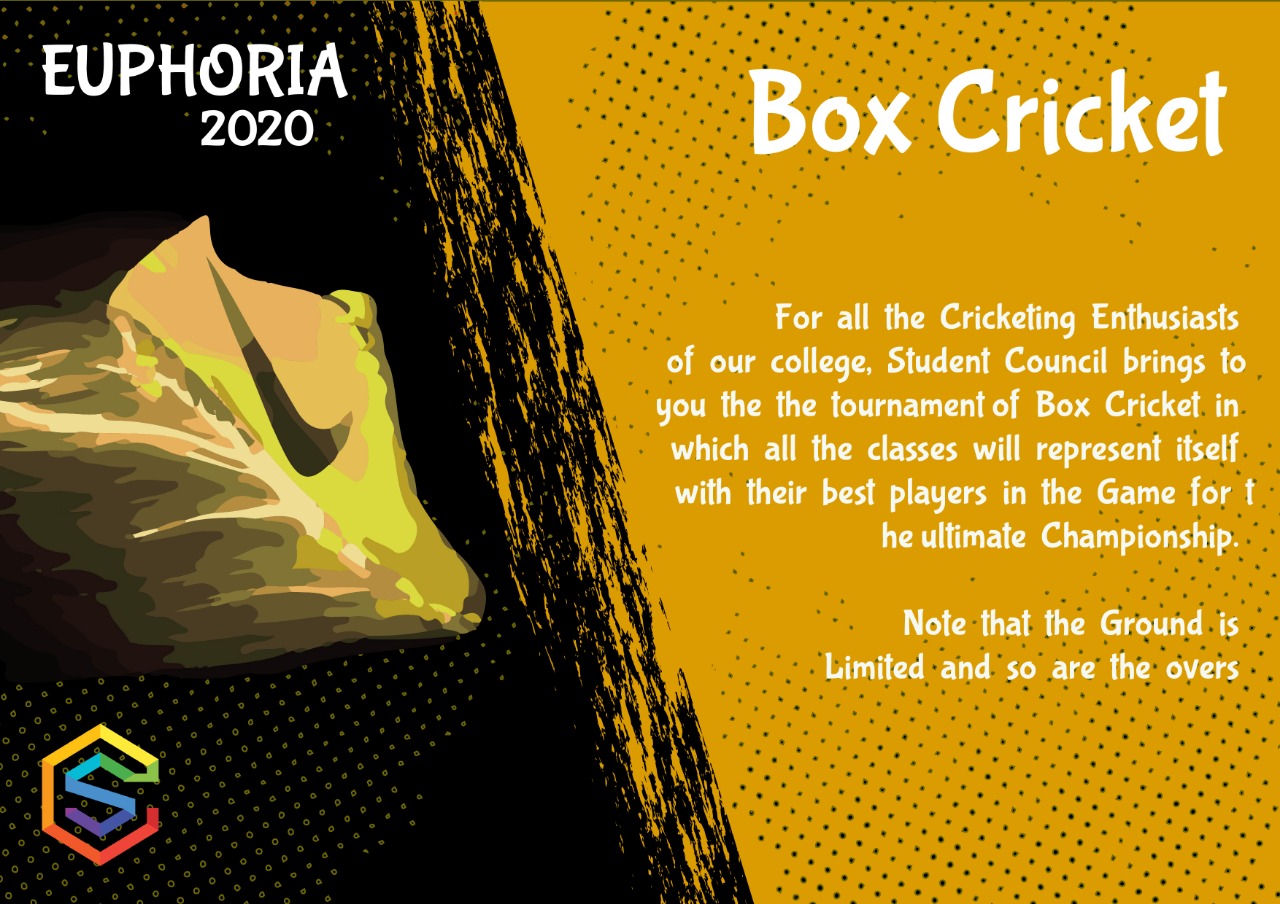 EUPHORIA
2020
Box Cricket
For all the Cricketing Enthusiasts
of our college, Student Council brings to
you the the tournament of Box Cricket in
which all the classes will represent itself
with their best players in the Game for t
he ultimate Championship.
Note that the Ground is
Limited and so are the overs